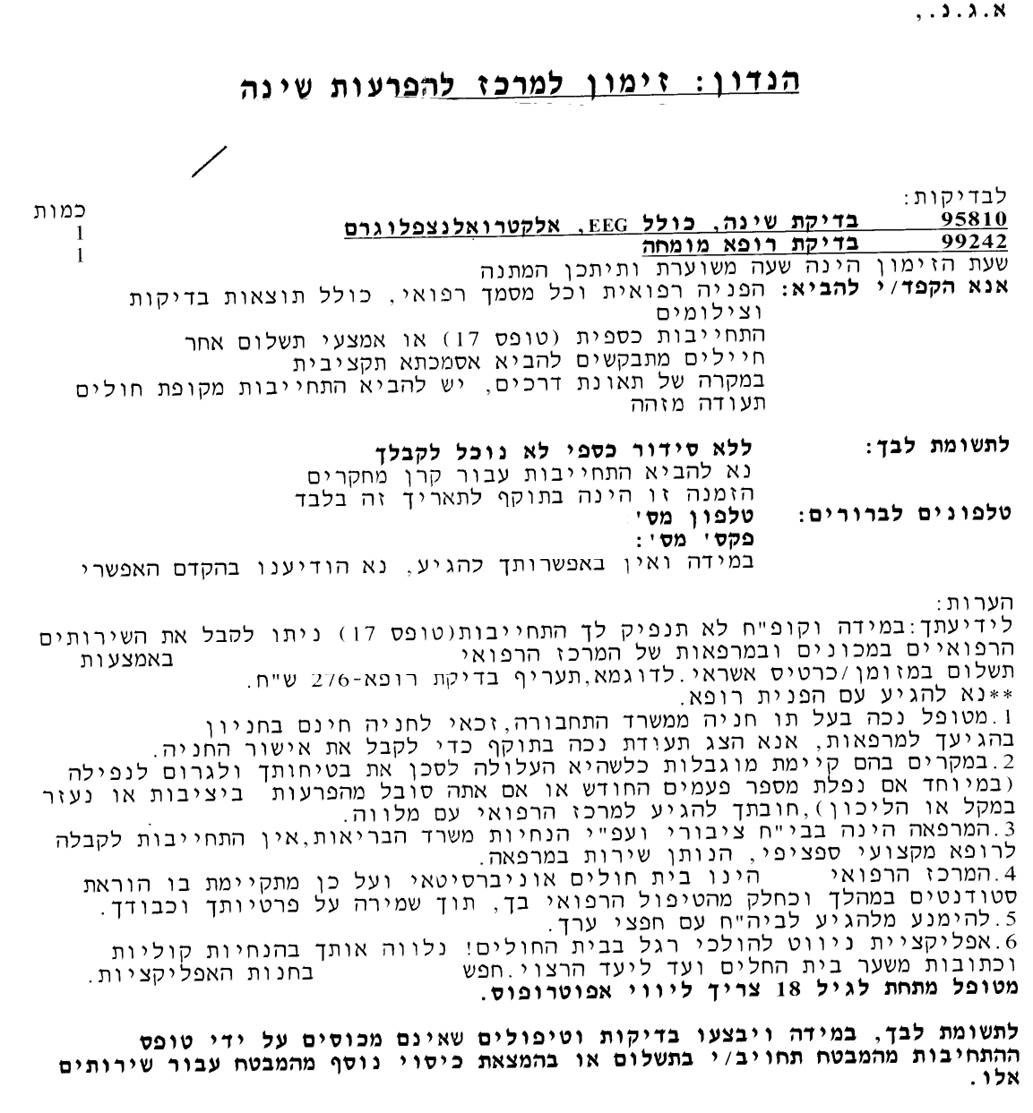 א.ג.נ.,
הנדון: זימון למרכז להפרעות שינה
לבדיקות: כמות
95810 בדיקת שינה, כולל EEG, אלקטרואלנצפלוגרם 1
99242 בדיקת רופא מומחה 1
שעת הזימון הינה שעה משוערת ותיתכן המתנה
אנא הקפד/י להביא: הפניה רפואית וכל מסמך רפואי, כולל תוצאות בדיקות
וצילומים
התחייבות כספית (טופס 17) או אמצעי תשלום אחר
חיילים מתבקשים להביא אסמכתא תקציבית
במקרה של תאונת דרכים, יש להביא התחייבות מקופת חולים
תעודה מזהה
לתשומת לבך: ללא סידור כספי לא נוכל לקבלך
נא להביא התחייבות עבור קרן מחקרים
הזמנה זו הינה בתוקף לתאריך זה בלבד
טלפונים לברורים: טלפון מס'
פקס' מס':
במידה ואין באפשרותך להגיע, נא הודיענו בהקדם האפשרי
הערות:
לידיעתך:במידה וקופ"ח לא תנפיק לך התחייבות(טופס 17) ניתן לקבל את השירותים
הרפואיים במכונים ובמרפאות של המרכז הרפואי באמצעות
תשלום במזומן/כרטיס אשראי.לדוגמא,תעריף בדיקת רופא-276 ש"ח.
**נא להגיע עם הפנית רופא.
1.מטופל נכה בעל תו חניה ממשרד התחבורה,זכאי לחניה חינם בחניון
בהגיעך למרפאות, אנא הצג תעודת נכה בתוקף כדי לקבל את אישור החניה.
2.במקרים בהם קיימת מוגבלות כלשהיא העלולה לסכן את בטיחותך ולגרום לנפילה
(במיוחד אם נפלת מספר פעמים החודש או אם אתה סובל מהפרעות ביציבות או נעזר
במקל או הליכון),חובתך להגיע למרכז הרפואי עם מלווה.
3.המרפאה הינה בבי"ח ציבורי ועפ"י הנחיות משרד הבריאות,אין התחייבות לקבלה
לרופא מקצועי ספציפי, הנותן שירות במרפאה.
4.המרכז הרפואי הינו בית חולים אוניברסיטאי ועל כן מתקיימת בו הוראת
סטודנטים במהלך וכחלק מהטיפול הרפואי בך, תוך שמירה על פרטיותך וכבודך.
5.להימנע מלהגיע לביה"ח עם חפצי ערך.
6.אפליקציית ניווט להולכי רגל בבית החולים! נלווה אותך בהנחיות קוליות
וכתובות משער בית החלים ועד ליעד הרצוי.חפש בחנות האפליקציות.
מטופל מתחת לגיל 18 צריך ליווי אפוטרופוס.
לתשומת לבך, במידה ויבצעו בדיקות וטיפולים שאינם מכוסים על ידי טופס
ההתחיבות מהמבטח תחויב/י בתשלום או בהמצאת כיסוי נוסף מהמבטח עבור שירותים
אלו.